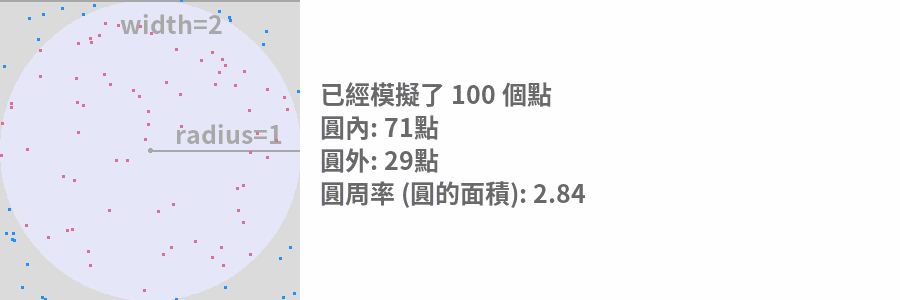 width=2
radius=1
已經模擬了 100 個點
圓內: 71點
圓外: 29點
圓周率 (圓的面積): 2.84